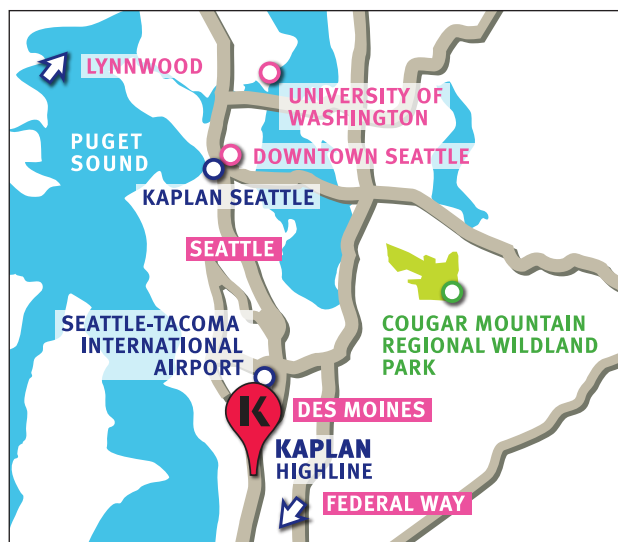 LYNNWOOD
UNIVERSITY OF
WASHINGTON
PUGET
SOUND
DOWNTOWN SEATTLE
KAPLAN SEATTLE
SEATTLE
SEATTLE-TACOMA
INTERNATIONAL
AIRPORT
COUGAR MOUNTAIN
REGIONAL WILDLAND
PARK
K
DES MOINES
KAPLAN
HIGHLINE
FEDERAL WAY